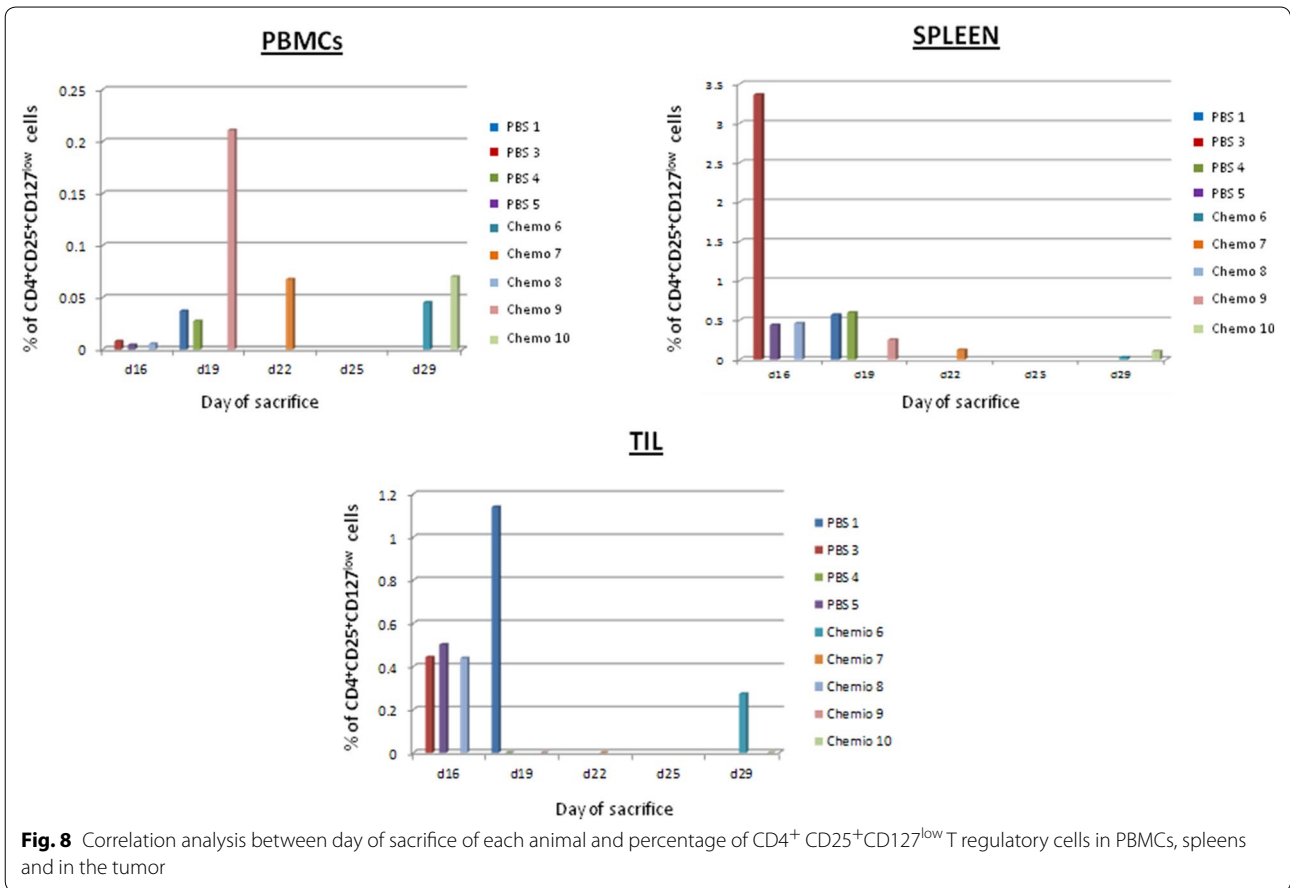 PBMCs
% of CD4⁺CD25⁺CD127ˡᵒʷ cells
0.25
0.2
0.15
0.1
0.05
0
d16 d19 d22 d25 d29
Day of sacrifice
PBS 1
PBS 3
PBS 4
PBS 5
Chemo 6
Chemo 7
Chemo 8
Chemo 9
Chemo 10
SPLEEN
% of CD4⁺CD25⁺CD127ˡᵒʷ cells
3.5
3
2.5
2
1.5
1
0.5
0
d16 d19 d22 d25 d29
Day of sacrifice
PBS 1
PBS 3
PBS 4
PBS 5
Chemo 6
Chemo 7
Chemo 8
Chemo 9
Chemo 10
TIL
% of CD4⁺CD25⁺CD127ˡᵒʷ cells
1.2
1
0.8
0.6
0.4
0.2
0
d16 d19 d22 d25 d29
Day of sacrifice
PBS 1
PBS 3
PBS 4
PBS 5
Chemio 6
Chemio 7
Chemio 8
Chemio 9
Chemio 10
Fig. 8 Correlation analysis between day of sacrifice of each animal and percentage of CD4⁺ CD25⁺CD127ˡᵒʷ T regulatory cells in PBMCs, spleens
and in the tumor